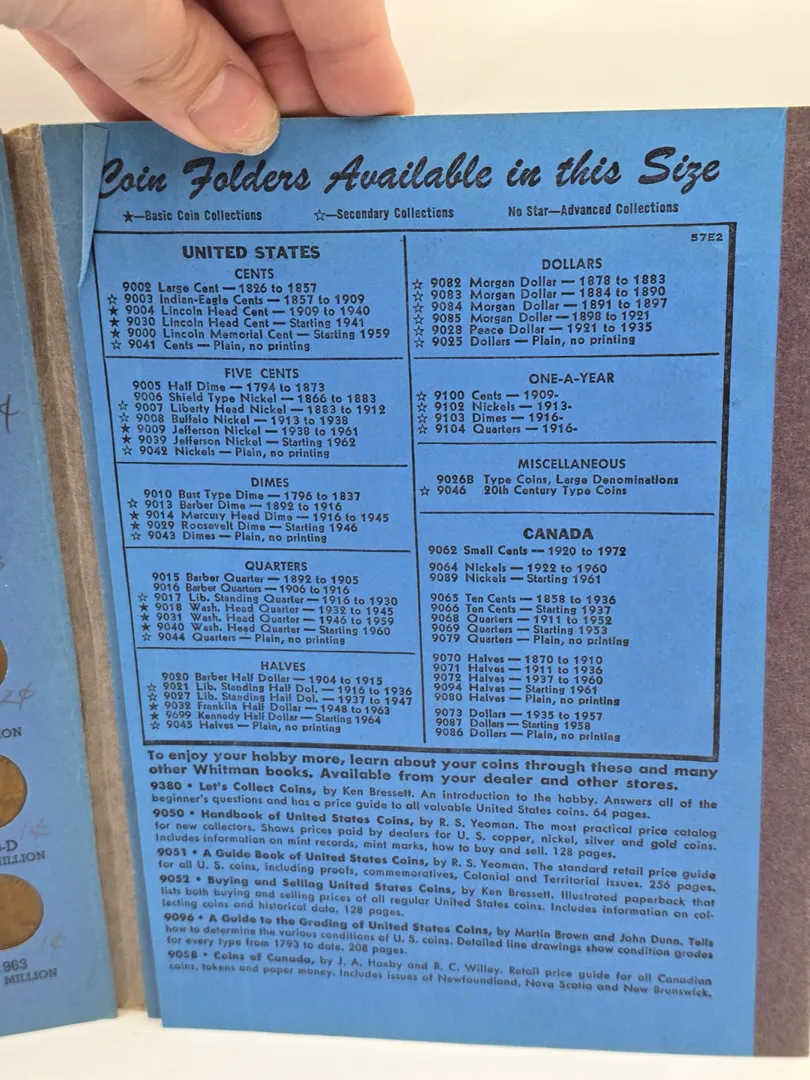 Coin Folders Available in this Size
★—Basic Coin Collections ☆—Secondary Collections No Star—Advanced Collections
57E2
UNITED STATES
CENTS
9002 Large Cent — 1826 to 1857
☆ 9003 Indian-Eagle Cents — 1857 to 1909
★ 9004 Lincoln Head Cent — 1909 to 1940
★ 9030 Lincoln Head Cent — Starting 1941
★ 9000 Lincoln Memorial Cent — Starting 1959
☆ 9041 Cents — Plain, no printing
FIVE CENTS
9005 Half Dime — 1794 to 1873
9006 Shield Type Nickel — 1866 to 1883
☆ 9007 Liberty Head Nickel — 1883 to 1912
☆ 9008 Buffalo Nickel — 1913 to 1938
★ 9009 Jefferson Nickel — 1938 to 1961
★ 9039 Jefferson Nickel — Starting 1962
☆ 9042 Nickels — Plain, no printing
DIMES
9010 Bust Type Dime — 1796 to 1837
☆ 9013 Barber Dime — 1892 to 1916
★ 9014 Mercury Head Dime — 1916 to 1945
★ 9029 Roosevelt Dime — Starting 1946
☆ 9043 Dimes — Plain, no printing
QUARTERS
9015 Barber Quarter — 1892 to 1905
9016 Barber Quarters — 1906 to 1916
☆ 9017 Lib. Standing Quarter — 1916 to 1930
★ 9018 Wash. Head Quarter — 1932 to 1945
★ 9031 Wash. Head Quarter — 1946 to 1959
★ 9040 Wash. Head Quarter — Starting 1960
☆ 9044 Quarters — Plain, no printing
HALVES
9020 Barber Half Dollar — 1904 to 1915
☆ 9021 Lib. Standing Half Dol. — 1916 to 1936
☆ 9027 Lib. Standing Half Dol. — 1937 to 1947
★ 9032 Franklin Half Dollar — 1948 to 1963
★ 9699 Kennedy Half Dollar — Starting 1964
☆ 9045 Halves — Plain, no printing
DOLLARS
☆ 9082 Morgan Dollar — 1878 to 1883
☆ 9083 Morgan Dollar — 1884 to 1890
☆ 9084 Morgan Dollar — 1891 to 1897
☆ 9085 Morgan Dollar — 1898 to 1921
☆ 9028 Peace Dollar — 1921 to 1935
☆ 9025 Dollars — Plain, no printing
ONE-A-YEAR
☆ 9100 Cents — 1909-
☆ 9102 Nickels — 1913-
☆ 9103 Dimes — 1916-
☆ 9104 Quarters — 1916-
MISCELLANEOUS
9026B Type Coins, Large Denominations
☆ 9046 20th Century Type Coins
CANADA
9062 Small Cents — 1920 to 1972
9064 Nickels — 1922 to 1960
9089 Nickels — Starting 1961
9065 Ten Cents — 1858 to 1936
9066 Ten Cents — Starting 1937
9068 Quarters — 1911 to 1952
9069 Quarters — Starting 1953
9079 Quarters — Plain, no printing
9070 Halves — 1870 to 1910
9071 Halves — 1911 to 1936
9072 Halves — 1937 to 1960
9094 Halves — Starting 1961
9080 Halves — Plain, no printing
9073 Dollars — 1935 to 1957
9087 Dollars — Starting 1958
9086 Dollars — Plain, no printing
To enjoy your hobby more, learn about your coins through these and many
other Whitman books. Available from your dealer and other stores.
9380 • Let's Collect Coins, by Ken Bressett. An introduction to the hobby. Answers all of the
beginner's questions and has a price guide to all valuable United States coins. 64 pages.
9050 • Handbook of United States Coins, by R. S. Yeoman. The most practical price catalog
for new collectors. Shows prices paid by dealers for U. S. copper, nickel, silver and gold coins.
Includes information on mint records, mint marks, how to buy and sell. 128 pages.
9051 • A Guide Book of United States Coins, by R. S. Yeoman. The standard retail price guide
for all U. S. coins, including proofs, commemoratives, Colonial and Territorial issues. 256 pages.
9052 • Buying and Selling United States Coins, by Ken Bressett. Illustrated paperback that
lists both buying and selling prices of all regular United States coins. Includes information on col-
lecting coins and historical data. 128 pages.
9096 • A Guide to the Grading of United States Coins, by Martin Brown and John Dunn. Tells
how to determine the various conditions of U. S. coins. Detailed line drawings show condition grades
for every type from 1793 to date. 208 pages.
9058 • Coins of Canada, by J. A. Haxby and R. C. Willey. Retail price guide for all Canadian
coins, tokens and paper money. Includes issues of Newfoundland, Nova Scotia and New Brunswick.
¢
2¢
ON
1¢
-D
ILLION
1¢
963
MILLION